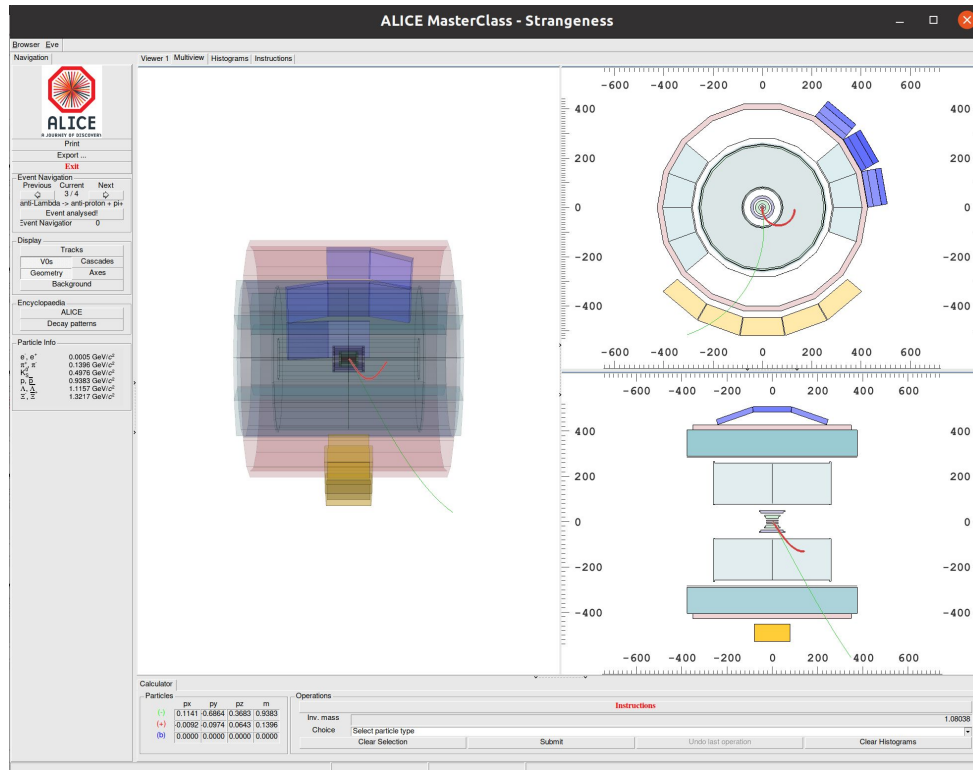 ALICE MasterClass - Strangeness
Browser Eve
Navigation
Viewer 1 Multiview Histograms Instructions
ALICE
A JOURNEY OF DISCOVERY
Print
Export ...
Exit
Event Navigation
Previous Current Next
3 / 4
anti-Lambda -> anti-proton + pi+
Event analysed!
Event Navigatior 0
Display
Tracks
V0s Cascades
Geometry Axes
Background
Encyclopaedia
ALICE
Decay patterns
Particle Info
e⁻, e⁺ 0.0005 GeV/c²
π⁺, π⁻ 0.1396 GeV/c²
K⁰S 0.4976 GeV/c²
p, p̅ 0.9383 GeV/c²
Λ, Λ̅ 1.1157 GeV/c²
Ξ⁻, Ξ̅⁺ 1.3217 GeV/c²
-600 -400 -200 0 200 400 600
400 400
200 200
0 0
-200 -200
-400 -400
-600 -400 -200 0 200 400 600
400 400
200 200
0 0
-200 -200
-400 -400
-600 -400 -200 0 200 400 600
Calculator
Particles
px py pz m
(-) 0.1141 -0.6864 0.3683 0.9383
(+) -0.0092 -0.0974 0.0643 0.1396
(b) 0.0000 0.0000 0.0000 0.0000
Operations
Instructions
Inv. mass 1.08038
Choice Select particle type
Clear Selection Submit Undo last operation Clear Histograms